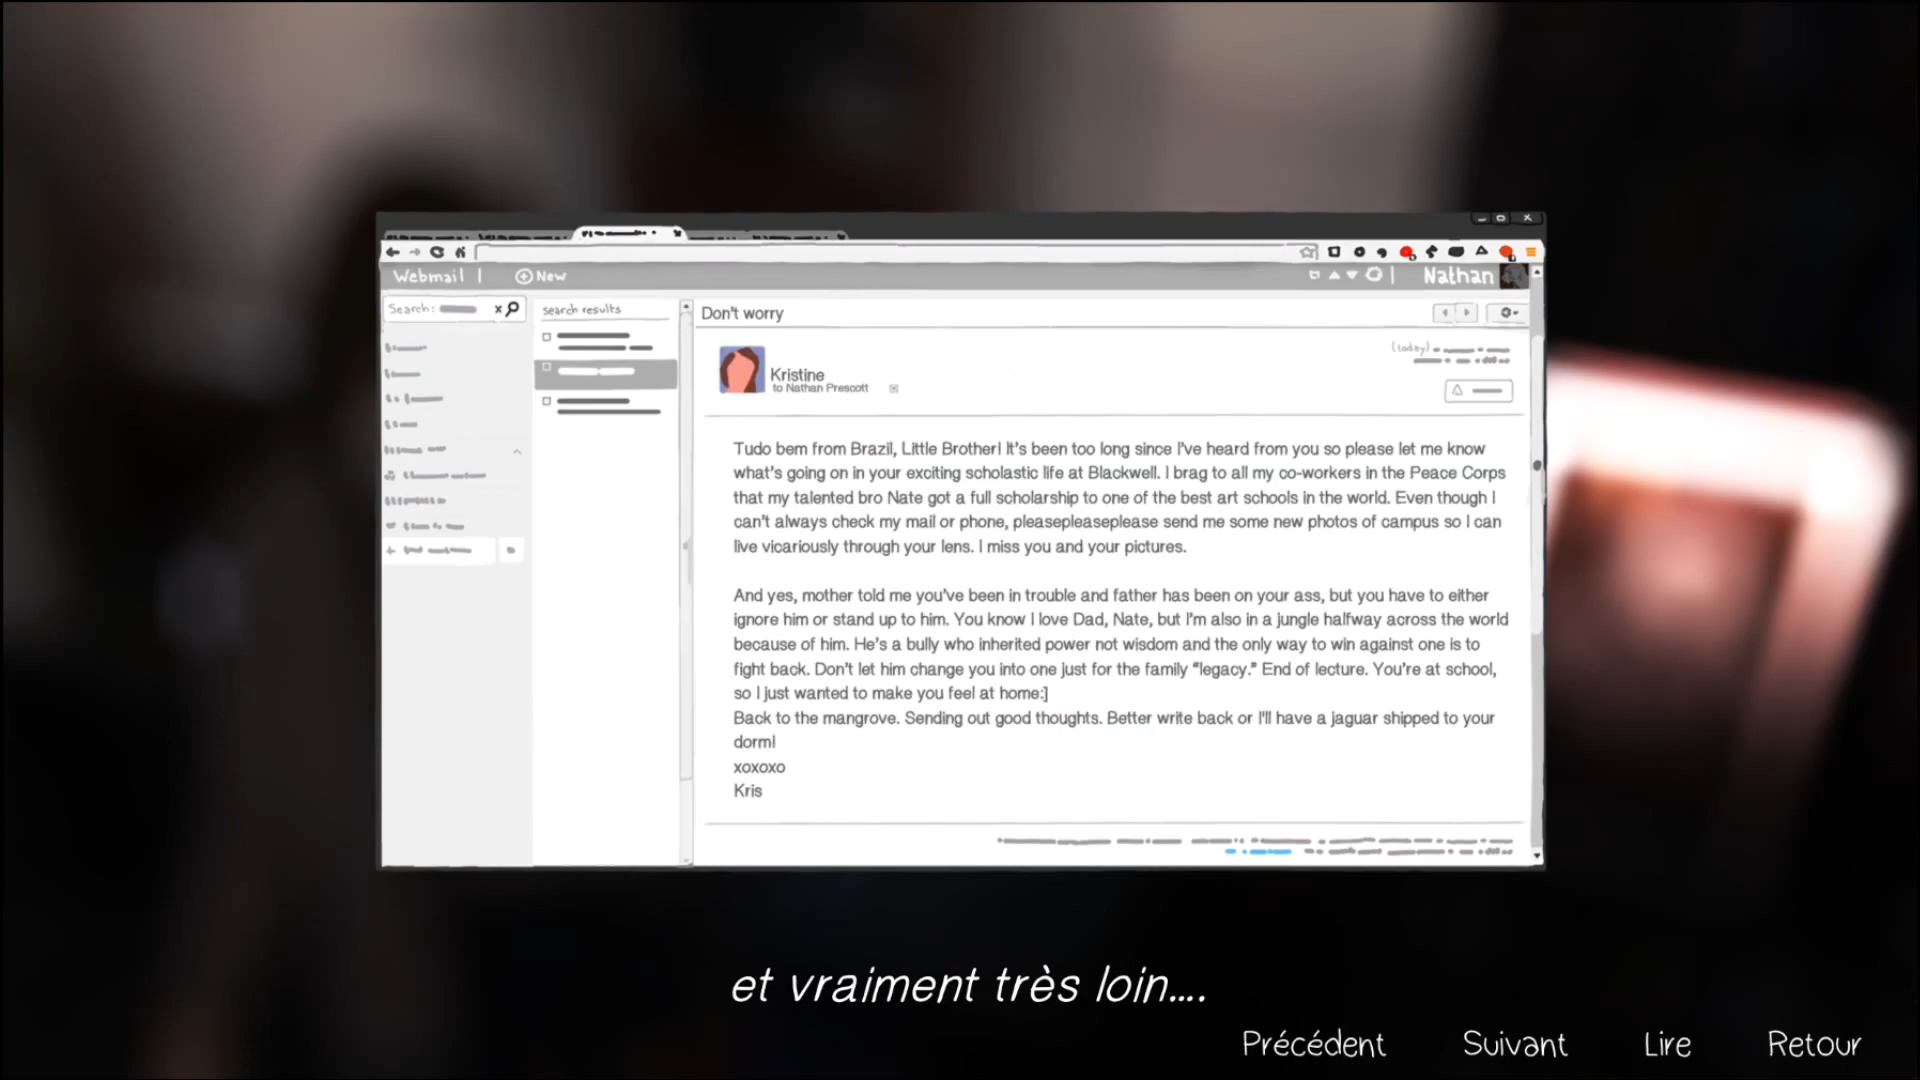 Webmail |
New
Nathan
Search:
search results
Don't worry
(today)
Kristine
to Nathan Prescott
Tudo bem from Brazil, Little Brother! It's been too long since I've heard from you so please let me know
what's going on in your exciting scholastic life at Blackwell. I brag to all my co-workers in the Peace Corps
that my talented bro Nate got a full scholarship to one of the best art schools in the world. Even though I
can't always check my mail or phone, pleasepleaseplease send me some new photos of campus so I can
live vicariously through your lens. I miss you and your pictures.
And yes, mother told me you've been in trouble and father has been on your ass, but you have to either
ignore him or stand up to him. You know I love Dad, Nate, but I'm also in a jungle halfway across the world
because of him. He's a bully who inherited power not wisdom and the only way to win against one is to
fight back. Don't let him change you into one just for the family "legacy." End of lecture. You're at school,
so I just wanted to make you feel at home:]
Back to the mangrove. Sending out good thoughts. Better write back or I'll have a jaguar shipped to your
dorm!
xoxoxo
Kris
et vraiment très loin....
Précédent Suivant Lire Retour